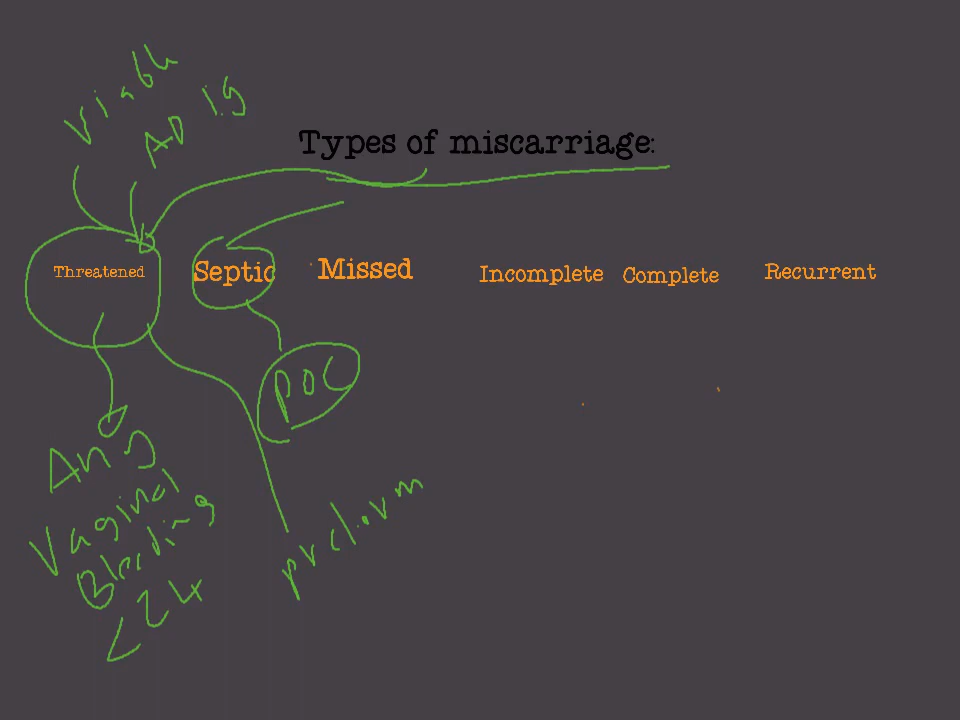 Viable
Types of miscarriage:
Threatened Septic Missed Incomplete Complete Recurrent
POC
Any
Vaginal
Bleeding
<24